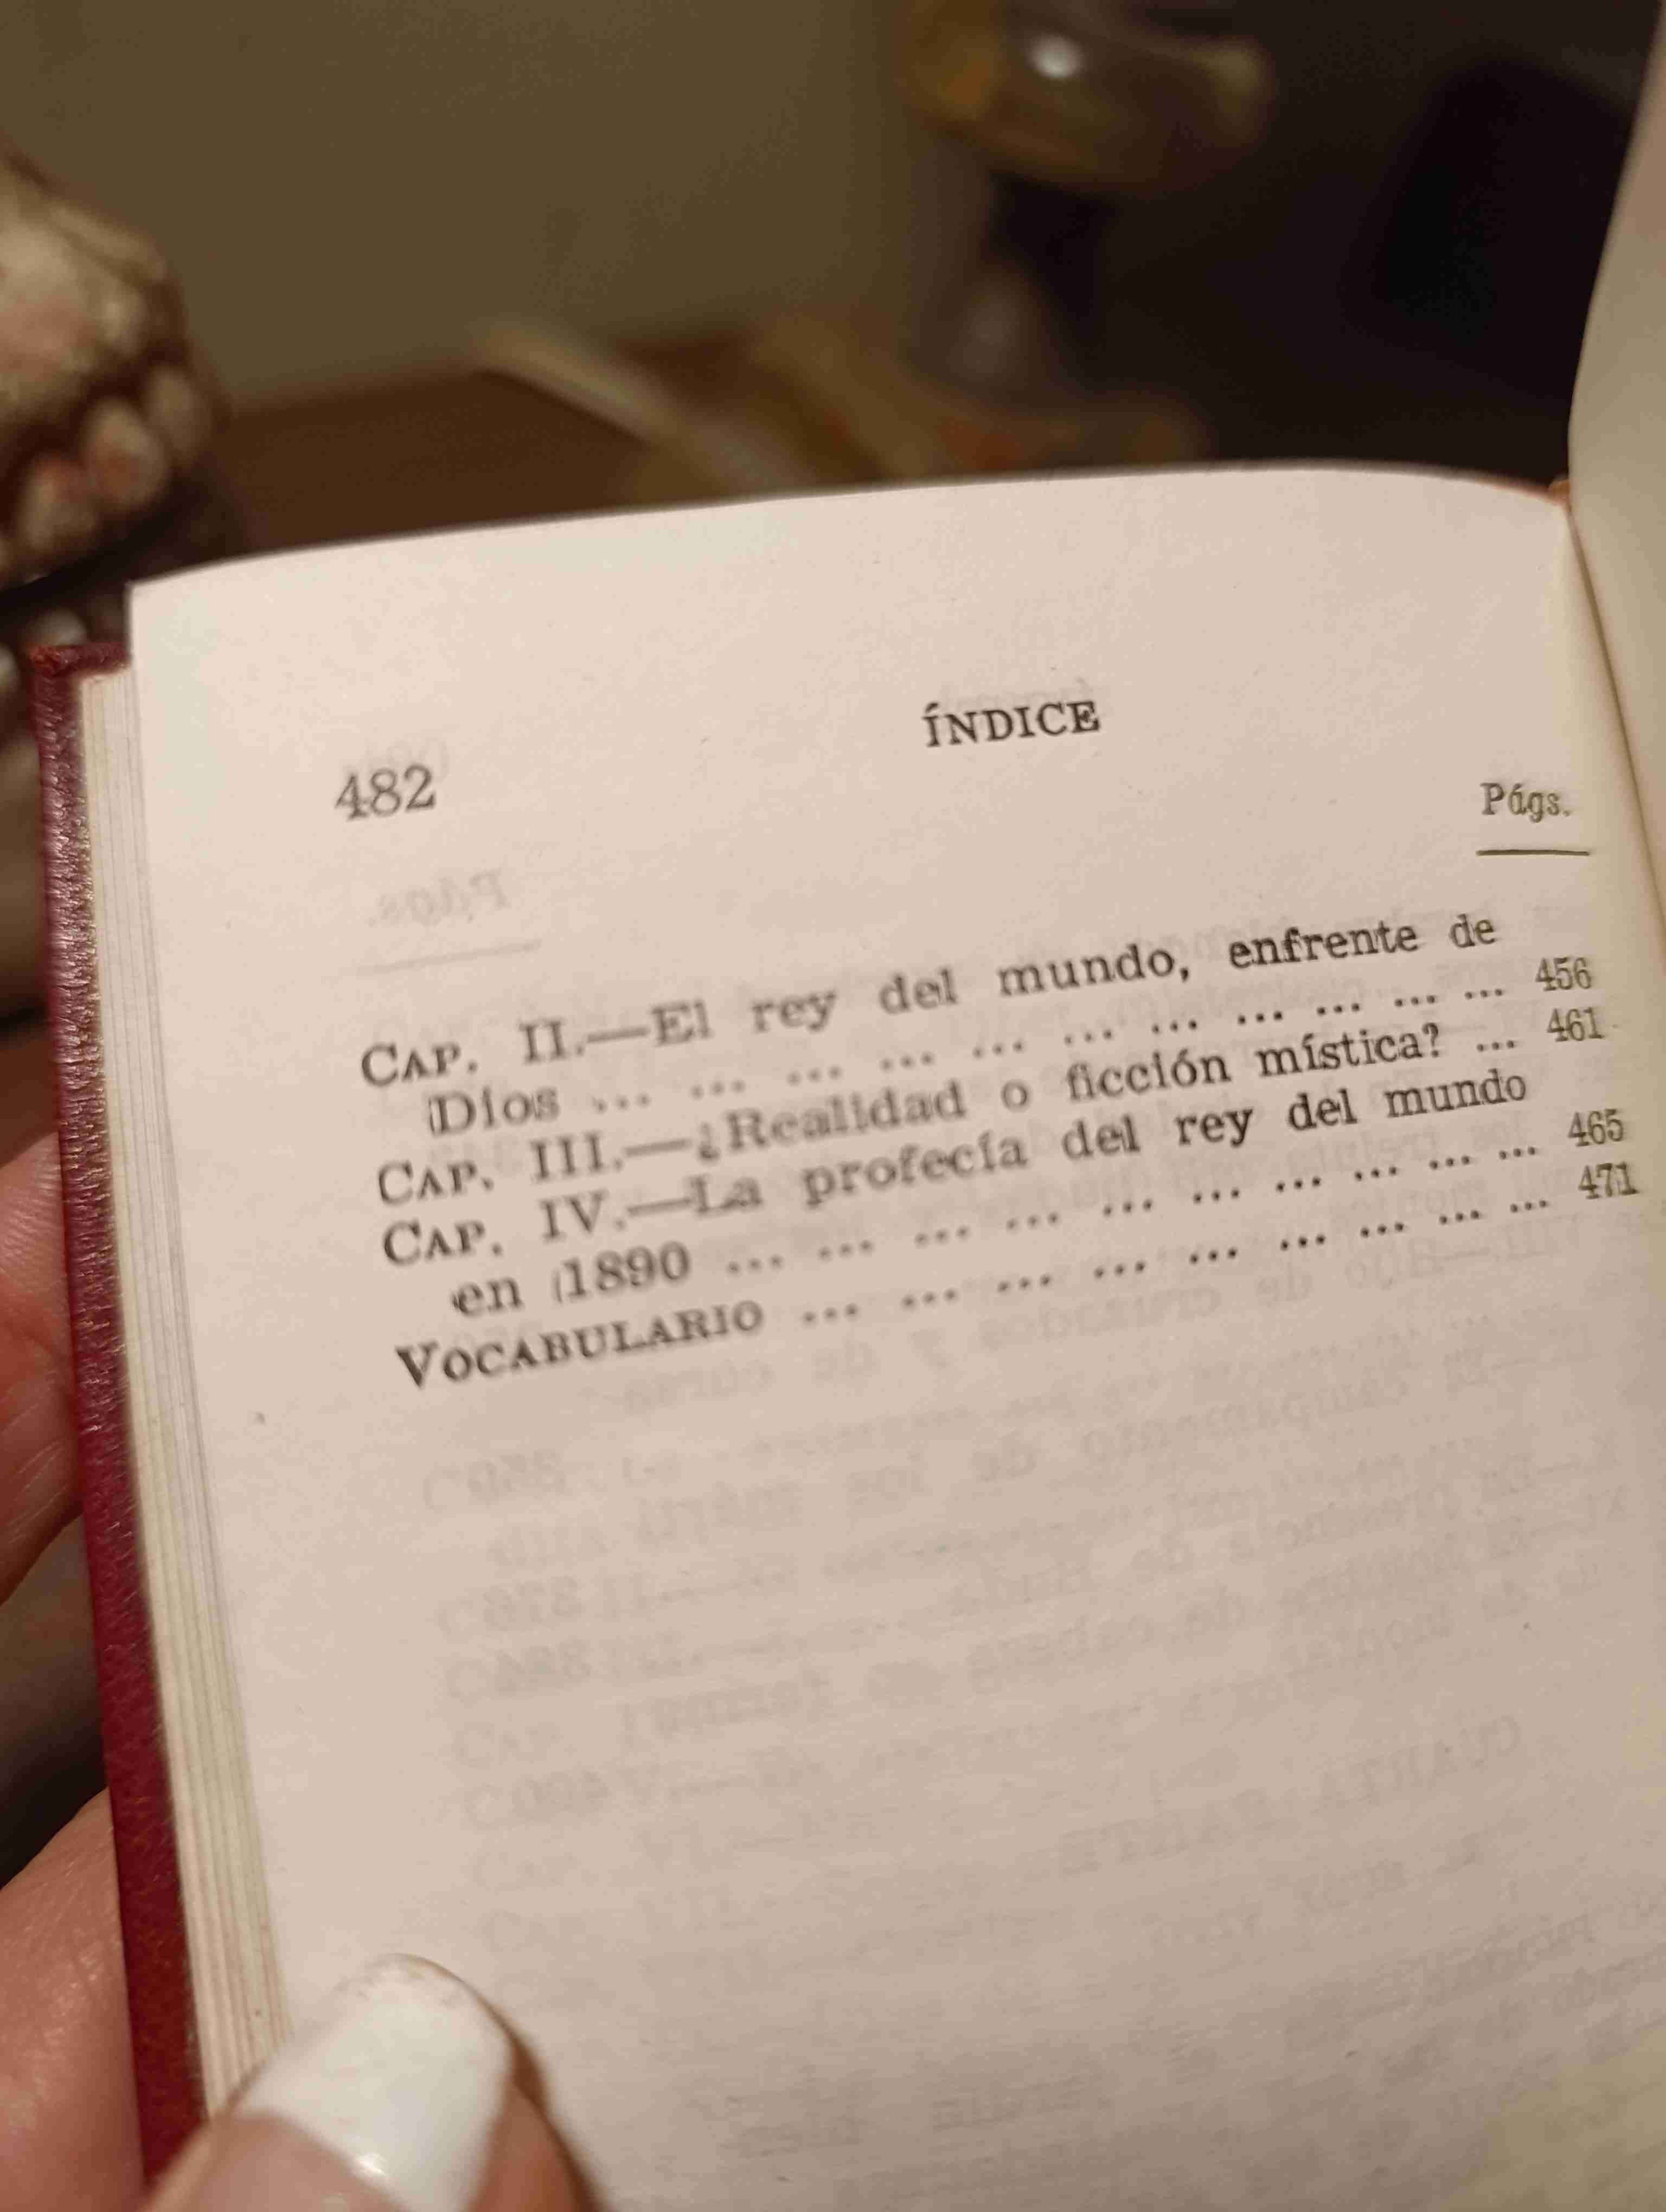 482
ÍNDICE
Págs.
CAP. II.—El rey del mundo, enfrente de
Dios ... ... ... ... ... ... ... ... ... ... 456
CAP. III.—¿Realidad o ficción mística? ... 461
CAP. IV.—La profecía del rey del mundo
en 1890 ... ... ... ... ... ... ... ... ... 465
VOCABULARIO ... ... ... ... ... ... ... ... 471